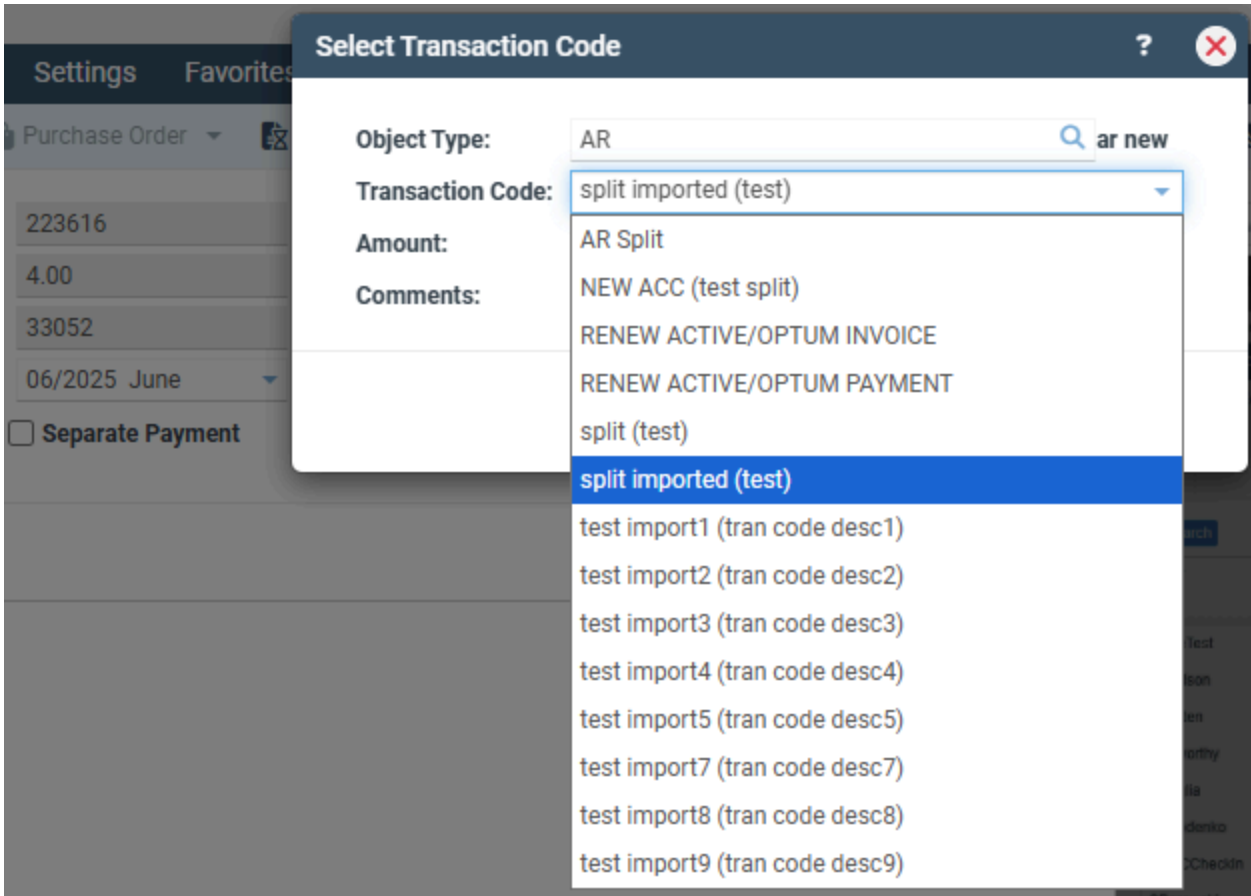 Select Transaction Code ?
Settings Favorites
Purchase Order
Object Type: AR ar new
Transaction Code: split imported (test)
223616
Amount:
4.00
Comments:
33052
06/2025 June
Separate Payment
AR Split
NEW ACC (test split)
RENEW ACTIVE/OPTUM INVOICE
RENEW ACTIVE/OPTUM PAYMENT
split (test)
split imported (test)
test import1 (tran code desc1)
test import2 (tran code desc2)
test import3 (tran code desc3)
test import4 (tran code desc4)
test import5 (tran code desc5)
test import7 (tran code desc7)
test import8 (tran code desc8)
test import9 (tran code desc9)